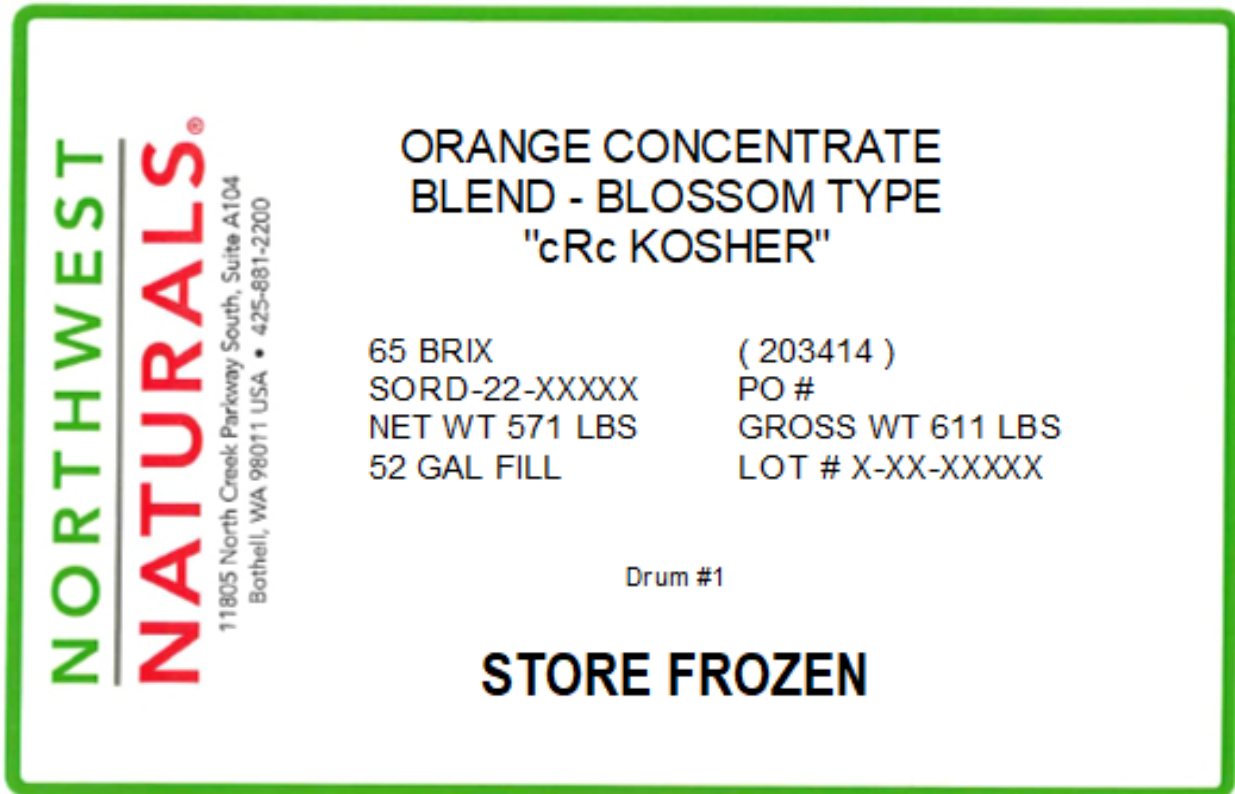 NORTHWEST
NATURALS®
11805 North Creek Parkway South, Suite A104
Bothell, WA 98011 USA • 425-881-2200
ORANGE CONCENTRATE
BLEND - BLOSSOM TYPE
"cRc KOSHER"
65 BRIX ( 203414 )
SORD-22-XXXXX PO #
NET WT 571 LBS GROSS WT 611 LBS
52 GAL FILL LOT # X-XX-XXXXX
Drum #1
STORE FROZEN